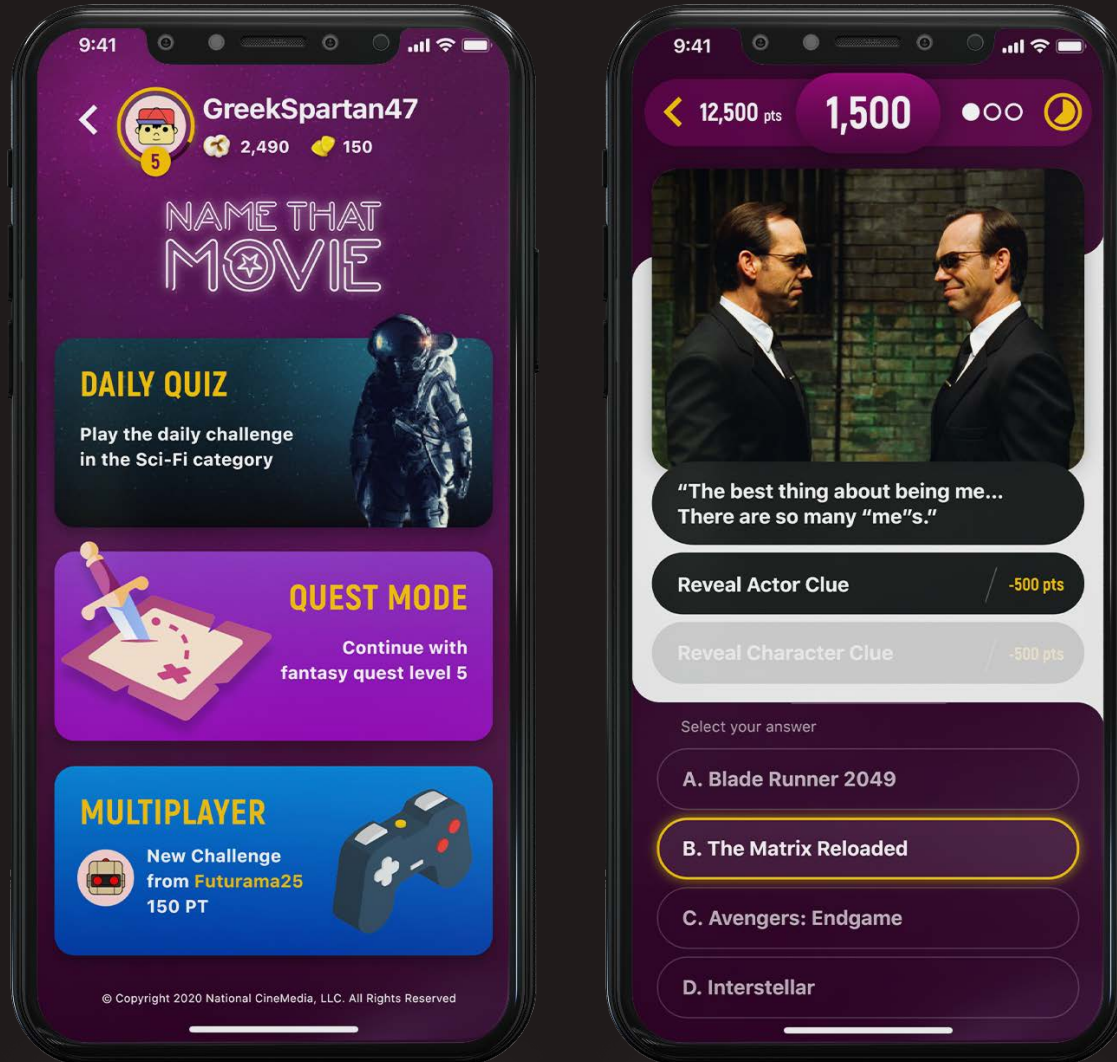 9:41
GreekSpartan47
5
2,490
150
NAME THAT
MOVIE
DAILY QUIZ
Play the daily challenge
in the Sci-Fi category
QUEST MODE
Continue with
fantasy quest level 5
MULTIPLAYER
New Challenge
from Futurama25
150 PT
© Copyright 2020 National CineMedia, LLC. All Rights Reserved
9:41
12,500 pts
1,500
“The best thing about being me...
There are so many “me”s.”
Reveal Actor Clue
-500 pts
Reveal Character Clue
-500 pts
Select your answer
A. Blade Runner 2049
B. The Matrix Reloaded
C. Avengers: Endgame
D. Interstellar